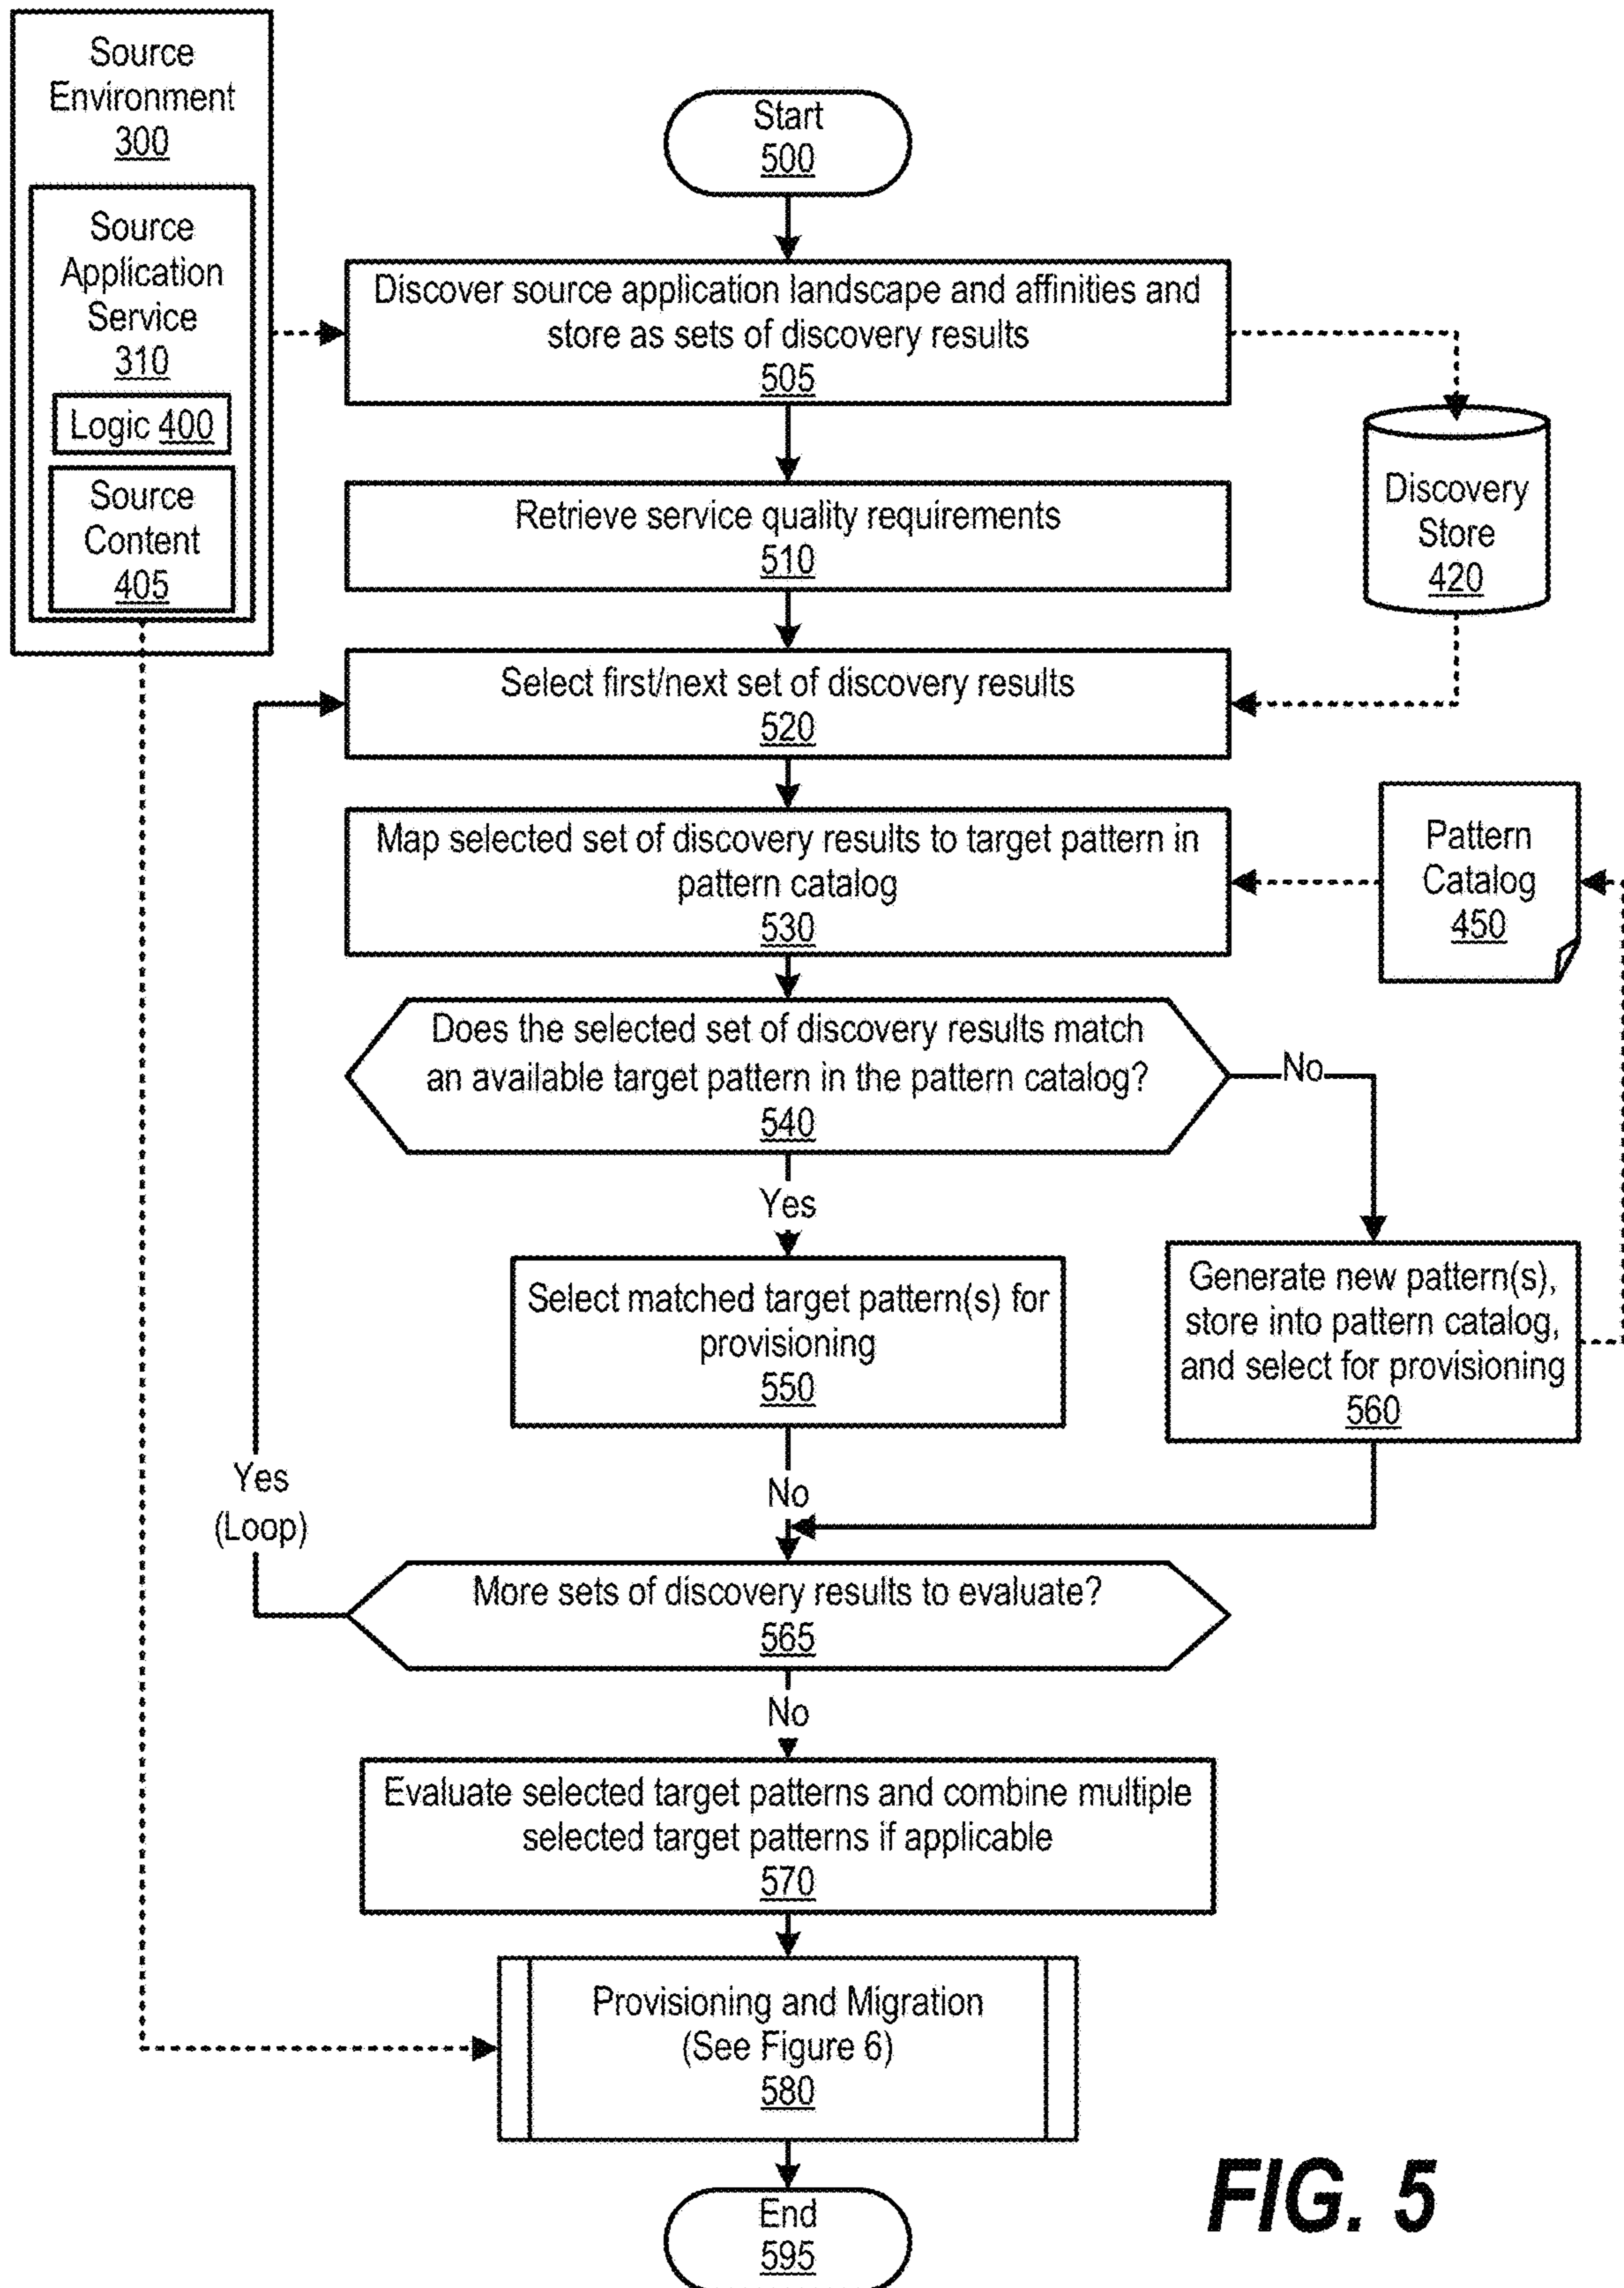 Source
Environment
300
Source
Application
Service
310
Logic 400
Source
Content
405
Start
500
Discover source application landscape and affinities and
store as sets of discovery results
505
Retrieve service quality requirements
510
Discovery
Store
420
Select first/next set of discovery results
520
Map selected set of discovery results to target pattern in
pattern catalog
530
Pattern
Catalog
450
Does the selected set of discovery results match
an available target pattern in the pattern catalog?
540
No
Yes
Select matched target pattern(s) for
provisioning
550
Generate new pattern(s),
store into pattern catalog,
and select for provisioning
560
No
Yes
(Loop)
More sets of discovery results to evaluate?
565
No
Evaluate selected target patterns and combine multiple
selected target patterns if applicable
570
Provisioning and Migration
(See Figure 6)
580
End
595
FIG. 5